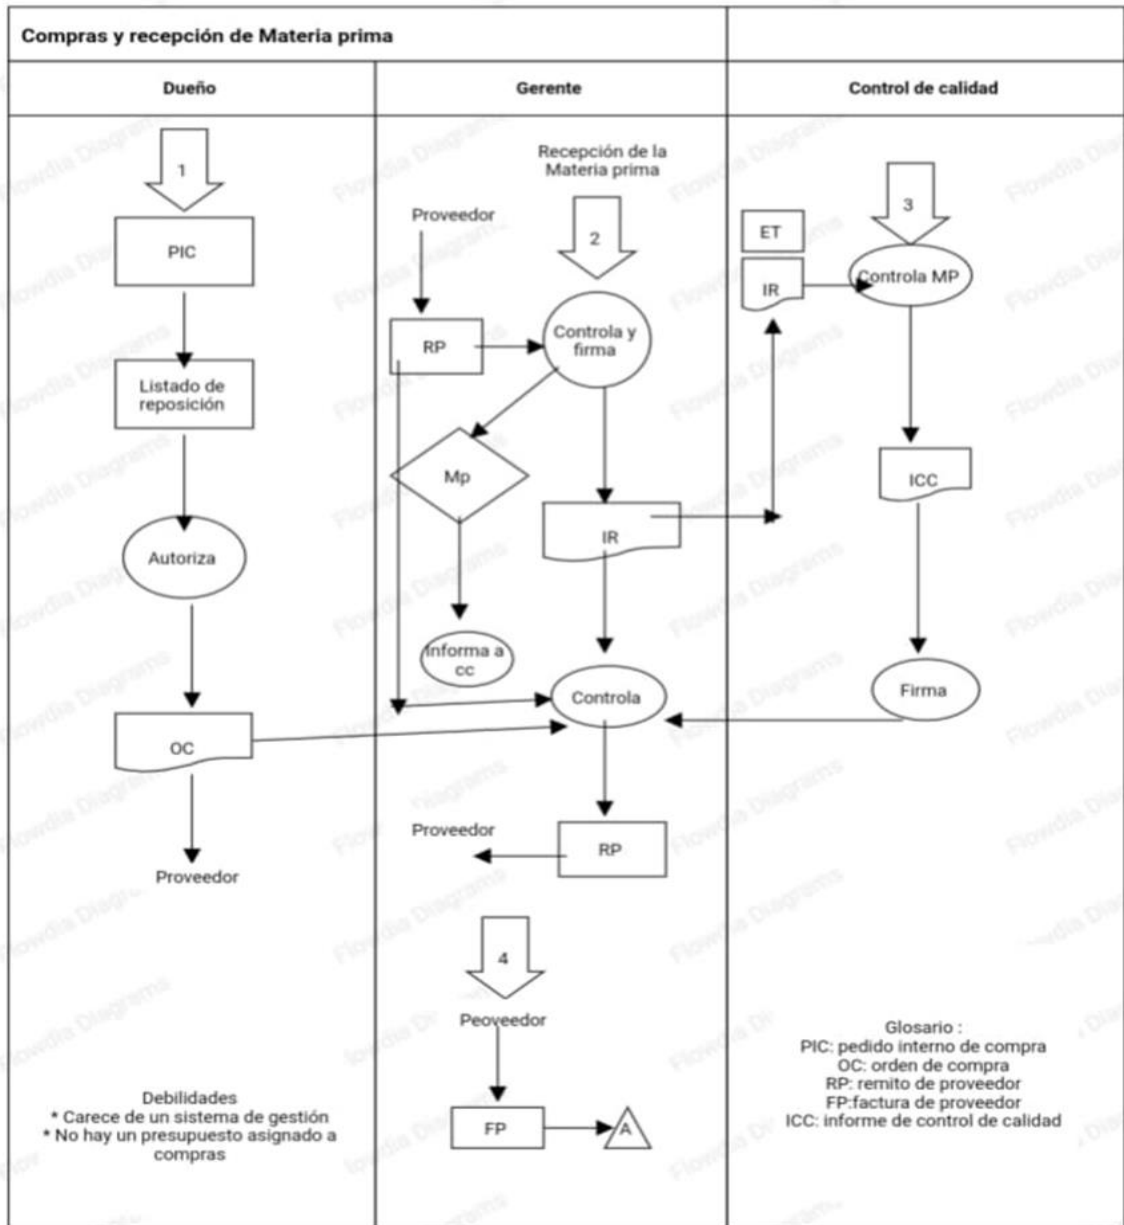 Compras y recepción de Materia prima
Dueño
Gerente
Control de calidad
1
PIC
Listado de
reposición
Autoriza
OC
Proveedor
Debilidades
* Carece de un sistema de gestión
* No hay un presupuesto asignado a
compras
Recepción de la
Materia prima
Proveedor
2
RP
Controla y
firma
Mp
IR
Informa a
cc
Controla
Proveedor
RP
4
Peoveedor
FP
A
3
ET
IR
Controla MP
ICC
Firma
Glosario :
PIC: pedido interno de compra
OC: orden de compra
RP: remito de proveedor
FP:factura de proveedor
ICC: informe de control de calidad
Flowdia Diagrams